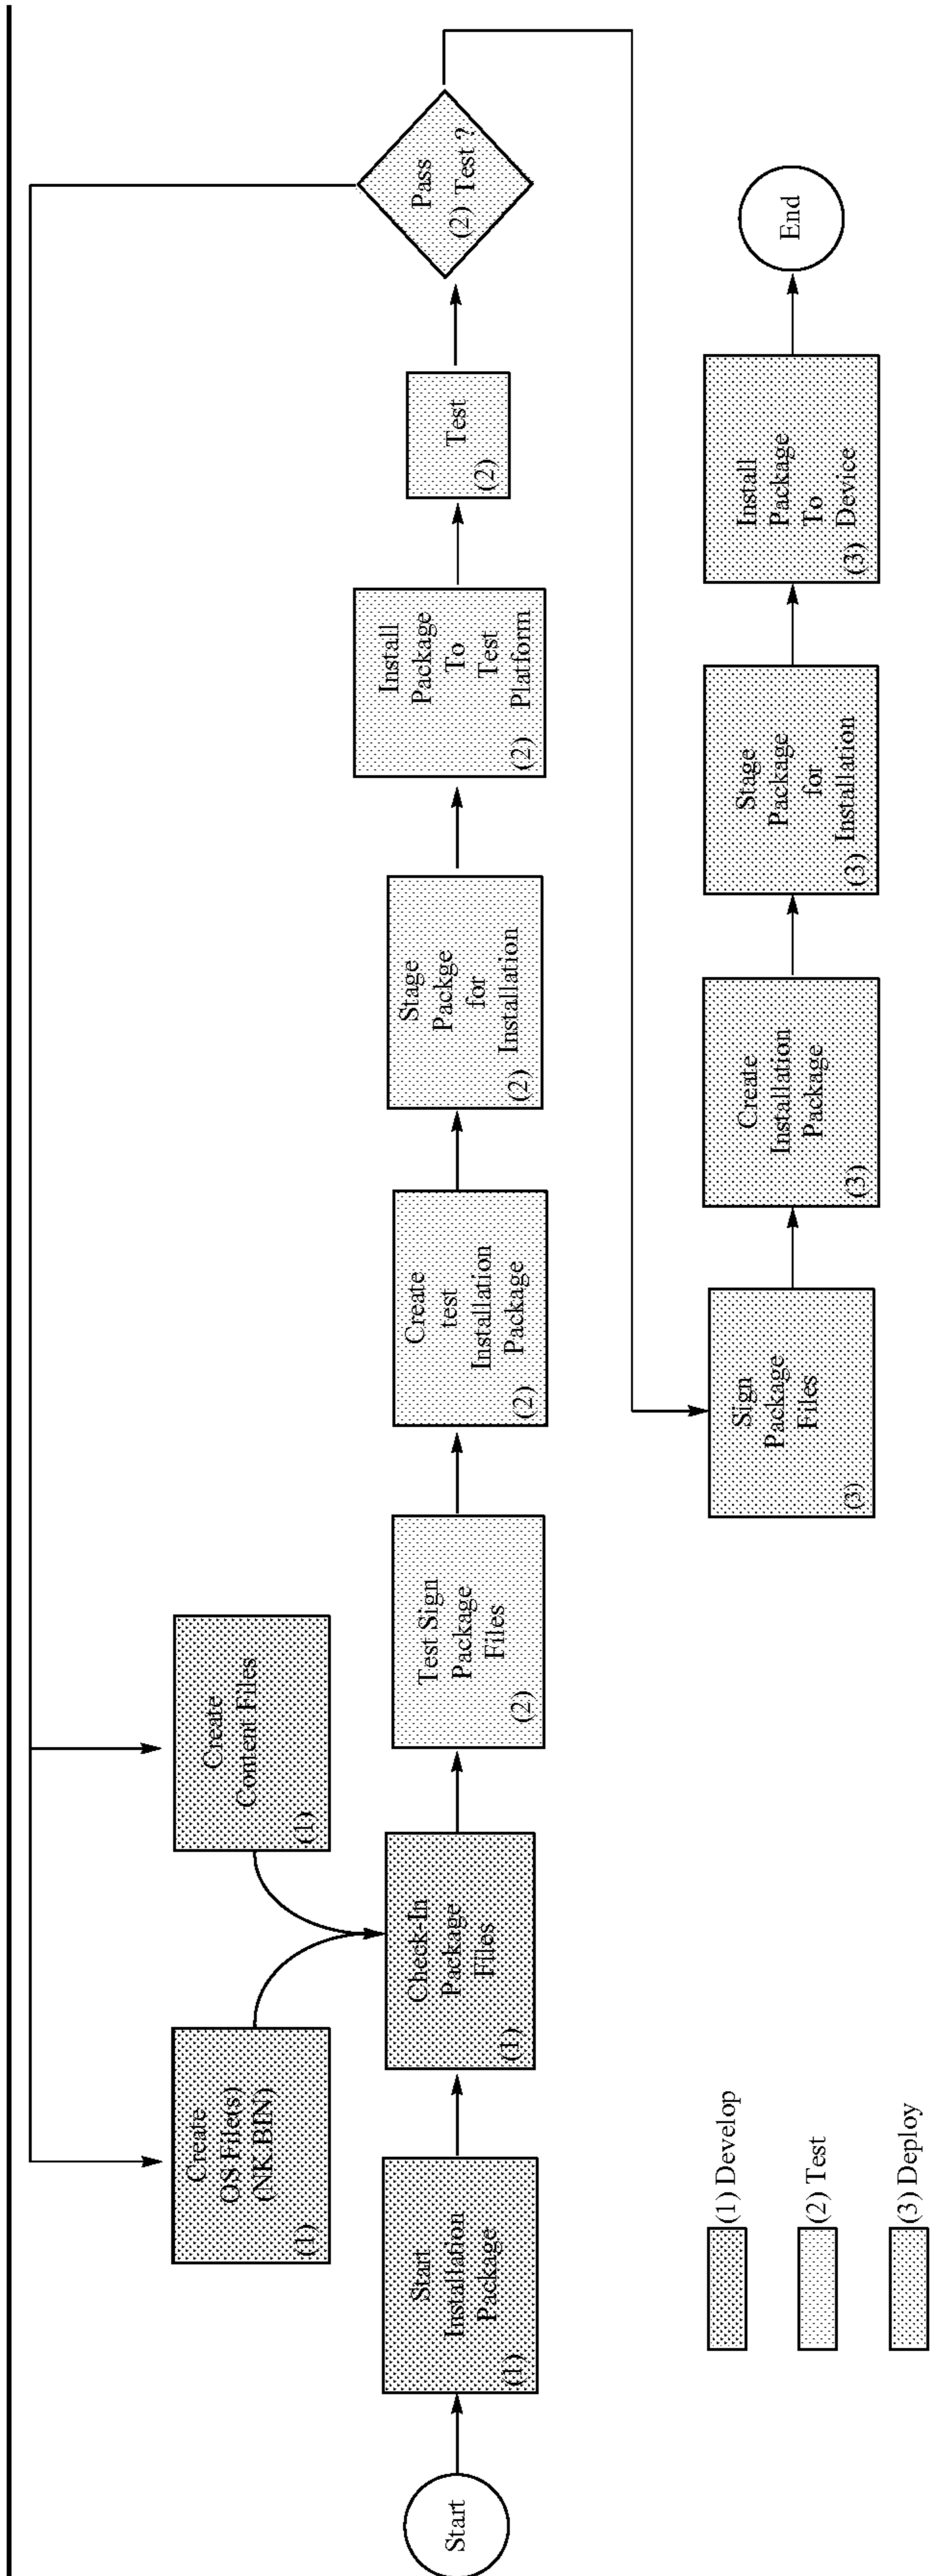 Create
OS File(s)
(NK.BIN)
(1)
Create
Content Files
(1)
Start
Start
Installation
Package
(1)
Check-In
Package
Files
(1)
Test Sign
Package
Files
(2)
Create
test
Installation
Package
(2)
Stage
Packge
for
(2) Installation
Install
Package
To
Test
(2) Platform
Test
(2)
Pass
(2) Test ?
Sign
Package
Files
(3)
Create
Installation
Package
(3)
Stage
Package
for
(3) Installation
Install
Package
To
(3) Device
End
(1) Develop
(2) Test
(3) Deploy